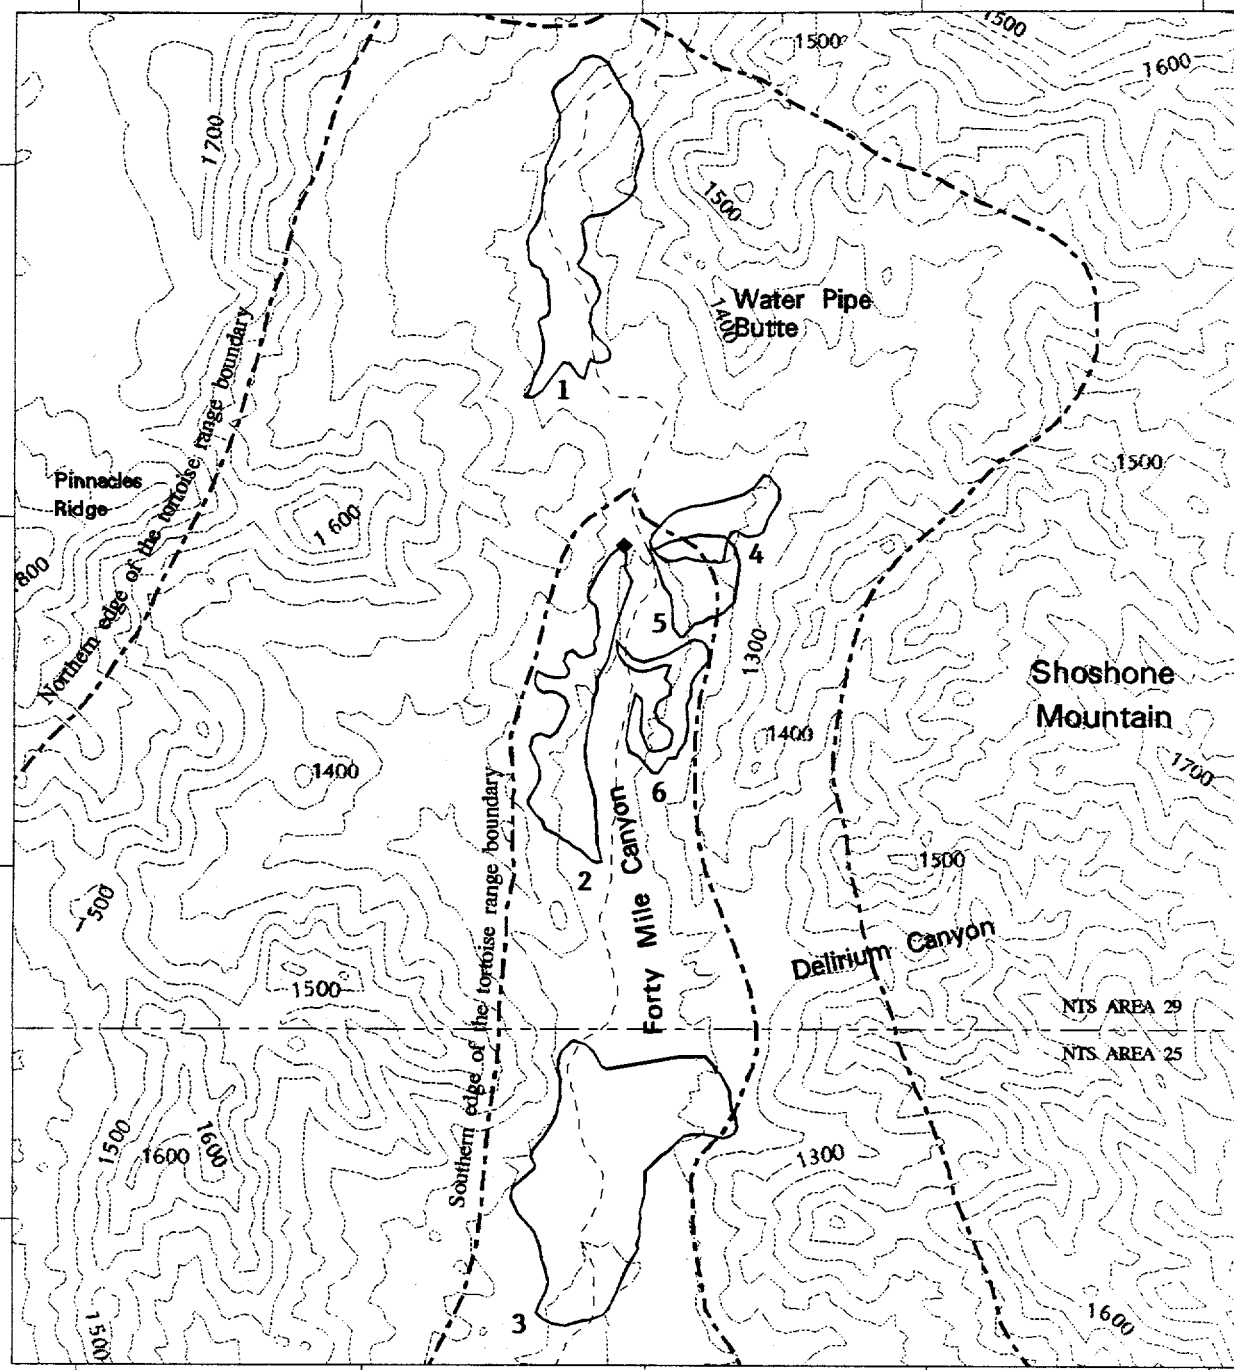 1500
1500
1600
1700
1500
Water Pipe
Butte
1400
Northern edge of the tortoise range boundary
1
Pinnacles
Ridge
1500
1600
4
800
5
1300
Shoshone
Mountain
1400
1400
1700
6
Southern edge of the tortoise range boundary
Forty Mile Canyon
1500
2
500
Delirium Canyon
1500
NTS AREA 29
NTS AREA 25
1500
1600
1600
1300
3
1500
1600